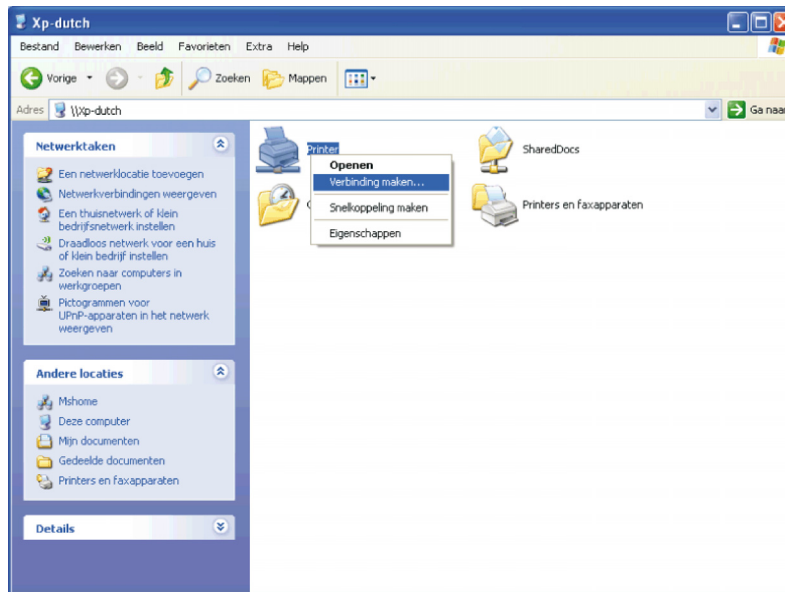 Xp-dutch
Bestand Bewerken Beeld Favorieten Extra Help
Vorige Zoeken Mappen
Adres \\Xp-dutch Ga naar
Netwerktaken
Een netwerklocatie toevoegen
Netwerkverbindingen weergeven
Een thuisnetwerk of klein
bedrijfsnetwerk instellen
Draadloos netwerk voor een huis
of klein bedrijf instellen
Zoeken naar computers in
werkgroepen
Pictogrammen voor
UPnP-apparaten in het netwerk
weergeven
Andere locaties
Mshome
Deze computer
Mijn documenten
Gedeelde documenten
Printers en faxapparaten
Details
Printer
Openen
Verbinding maken...
Snelkoppeling maken
Eigenschappen
SharedDocs
Printers en faxapparaten